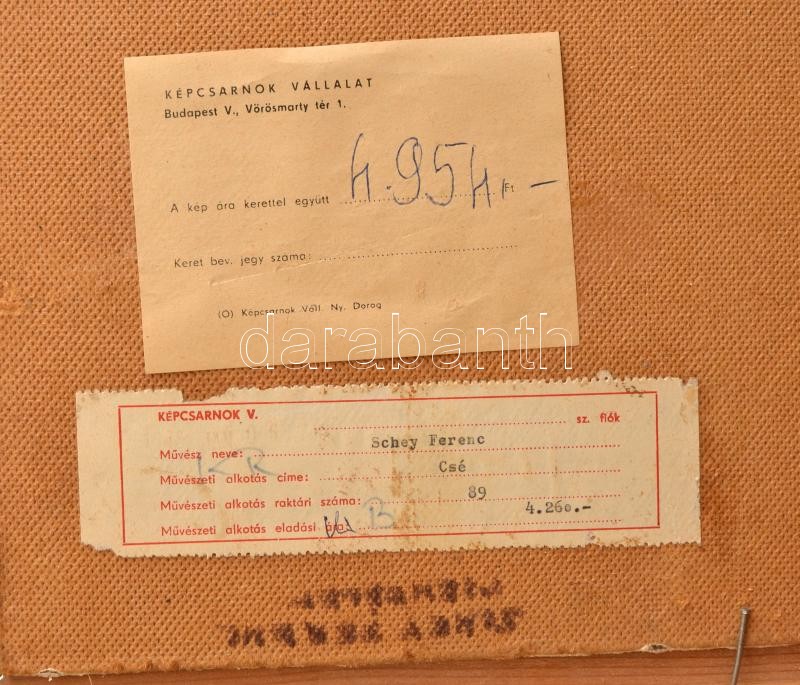 KÉPCSARNOK VÁLLALAT
Budapest V., Vörösmarty tér 1.
A kép ára kerettel együtt 4.954 /Ft –
Keret bev. jegy száma:
(O) Képcsarnok Váll. Ny. Dorog
darabanth
KÉPCSARNOK V. sz. fiók
Művész neve: Schey Ferenc
KR
Művészeti alkotás címe: Csé
Művészeti alkotás raktári száma: 89
Művészeti alkotás eladási ára 4.260.-
B